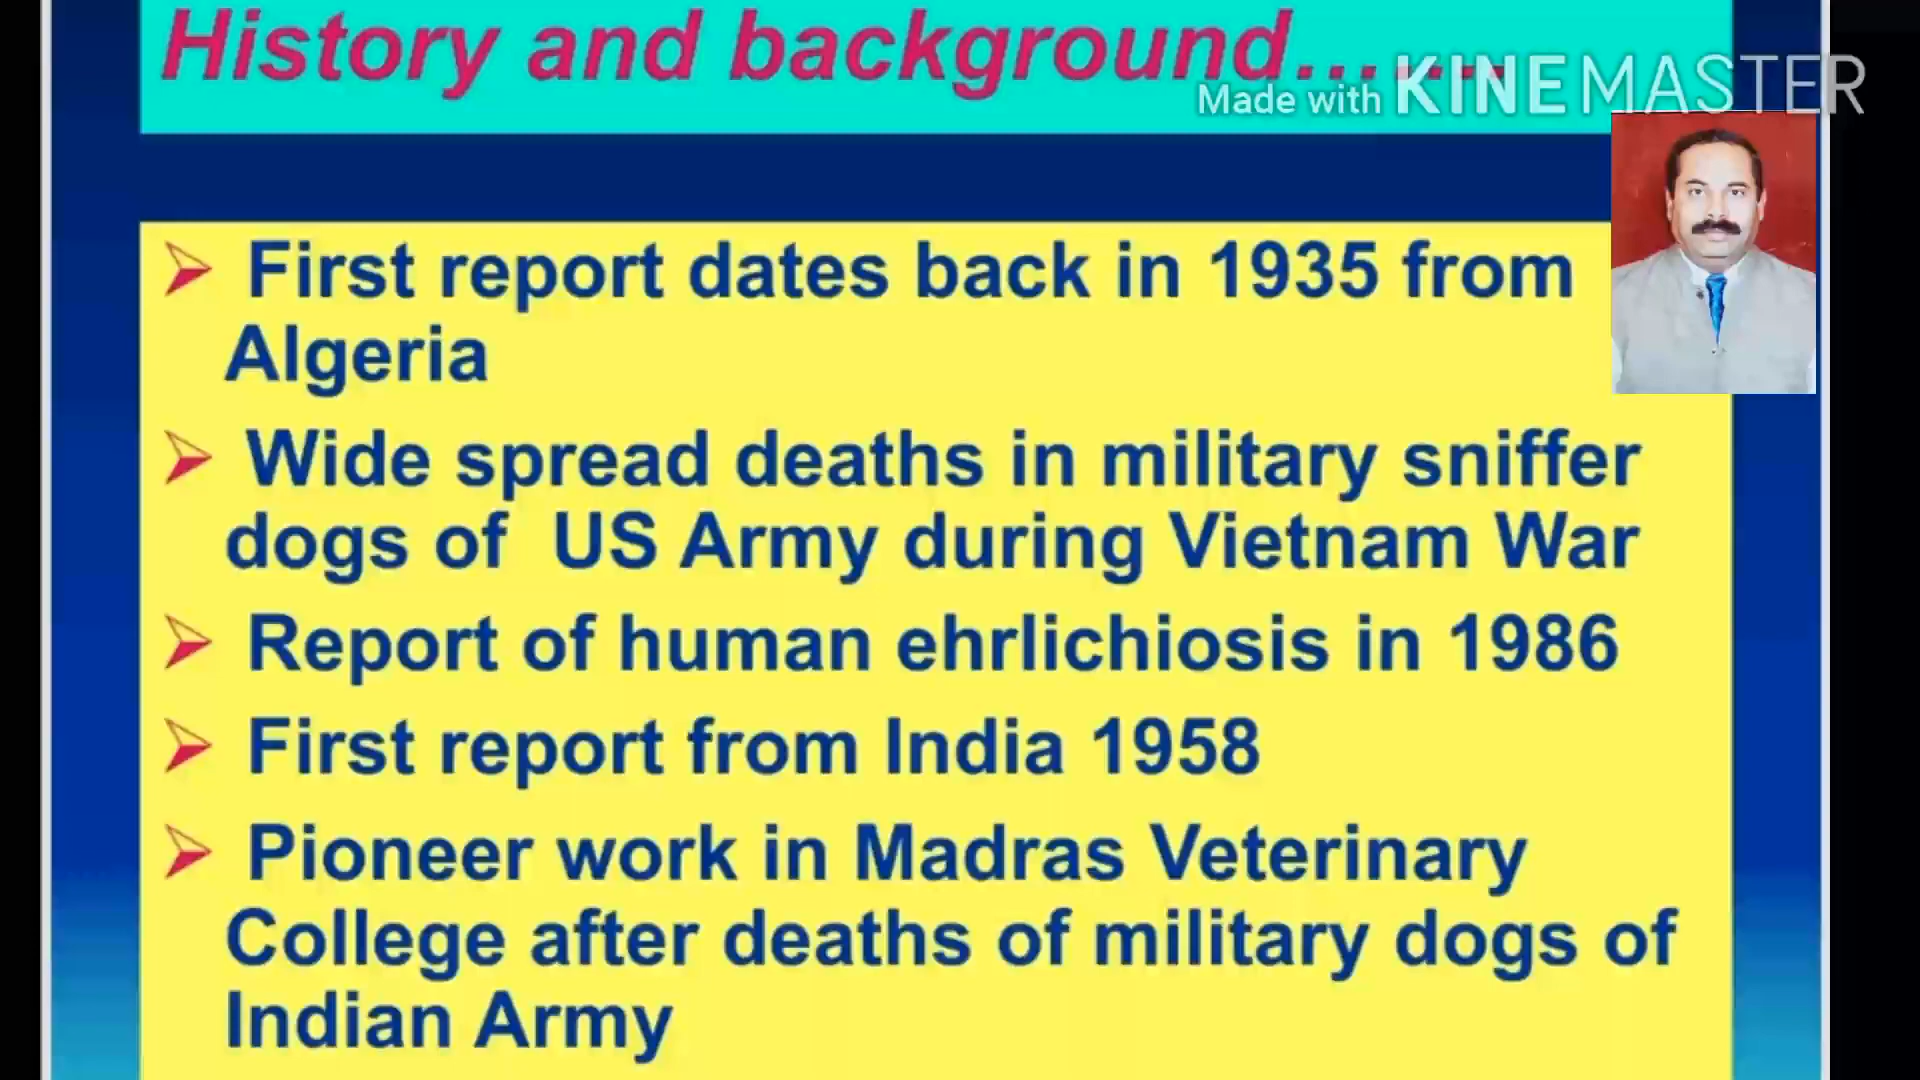 History and background.......
Made with KINEMASTER
First report dates back in 1935 from
Algeria
Wide spread deaths in military sniffer
dogs of US Army during Vietnam War
Report of human ehrlichiosis in 1986
First report from India 1958
Pioneer work in Madras Veterinary
College after deaths of military dogs of
Indian Army